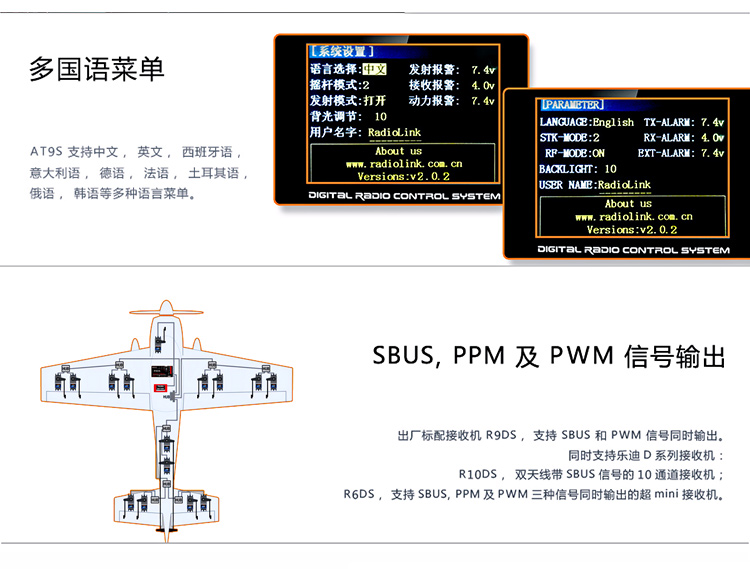 多国语菜单
AT9S 支持中文 ， 英文 ， 西班牙语 ，
意大利语 ， 德语 ， 法语 ， 土耳其语 ，
俄语 ， 韩语等多种语言菜单。
[系统设置]
语言选择:中文 发射报警: 7.4v
摇杆模式:2 接收报警: 4.0v
发射模式:打开 动力报警: 7.4v
背光调节: 10
用户名字: RadioLink
About us
www.radiolink.com.cn
Versions:v2.0.2
DIGITAL RADIO CONTROL SYSTEM
[PARAMETER]
LANGUAGE:English TX-ALARM: 7.4v
STK-MODE:2 RX-ALARM: 4.0v
RF-MODE:ON EXT-ALARM: 7.4v
BACKLIGHT: 10
USER NAME:RadioLink
About us
www.radiolink.com.cn
Versions:v2.0.2
DIGITAL RADIO CONTROL SYSTEM
SBUS, PPM 及 PWM 信号输出
出厂标配接收机 R9DS ， 支持 SBUS 和 PWM 信号同时输出。
同时支持乐迪 D 系列接收机：
R10DS ， 双天线带 SBUS 信号的 10 通道接收机；
R6DS ， 支持 SBUS, PPM 及 PWM 三种信号同时输出的超 mini 接收机。